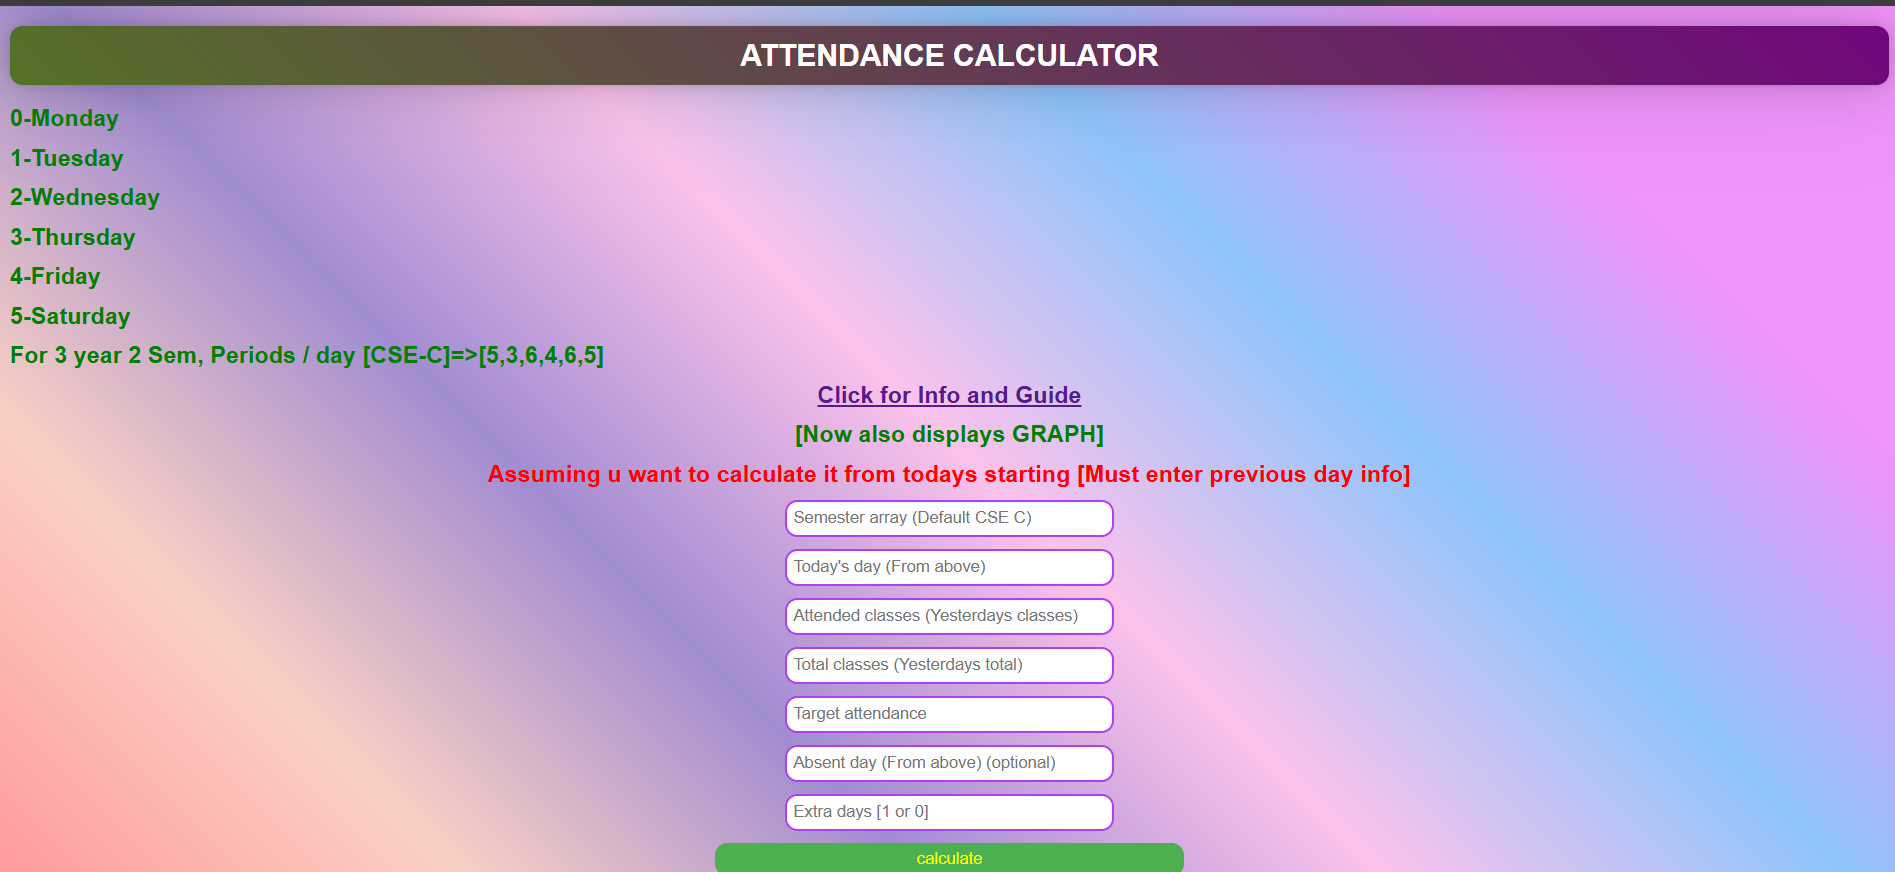 ATTENDANCE CALCULATOR
0-Monday
1-Tuesday
2-Wednesday
3-Thursday
4-Friday
5-Saturday
For 3 year 2 Sem, Periods / day [CSE-C]=>[5,3,6,4,6,5]
Click for Info and Guide
[Now also displays GRAPH]
Assuming u want to calculate it from todays starting [Must enter previous day info]
Semester array (Default CSE C)
Today's day (From above)
Attended classes (Yesterdays classes)
Total classes (Yesterdays total)
Target attendance
Absent day (From above) (optional)
Extra days [1 or 0]
calculate